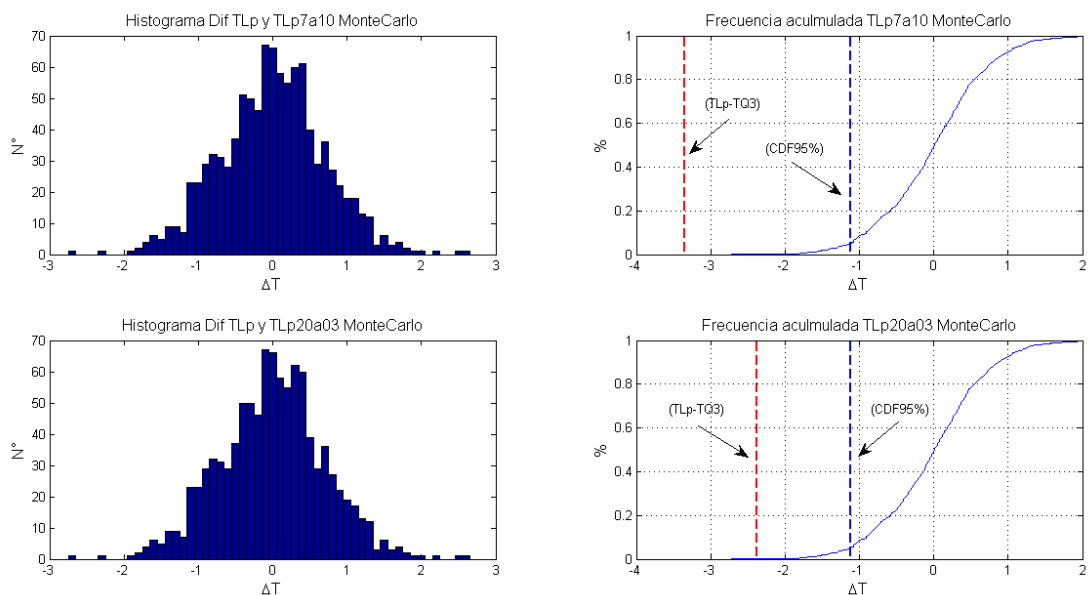 Histograma Dif TLp y TLp7a10 MonteCarlo
70
60
50
40
30
20
10
0
N°
-3 -2 -1 0 1 2 3
ΔT
Frecuencia aculmulada TLp7a10 MonteCarlo
1
0.8
0.6
0.4
0.2
0
%
(TLp-TQ3)
(CDF95%)
-4 -3 -2 -1 0 1 2
ΔT
Histograma Dif TLp y TLp20a03 MonteCarlo
70
60
50
40
30
20
10
0
N°
-3 -2 -1 0 1 2 3
ΔT
Frecuencia aculmulada TLp20a03 MonteCarlo
1
0.8
0.6
0.4
0.2
0
%
(TLp-TQ3)
(CDF95%)
-4 -3 -2 -1 0 1 2
ΔT